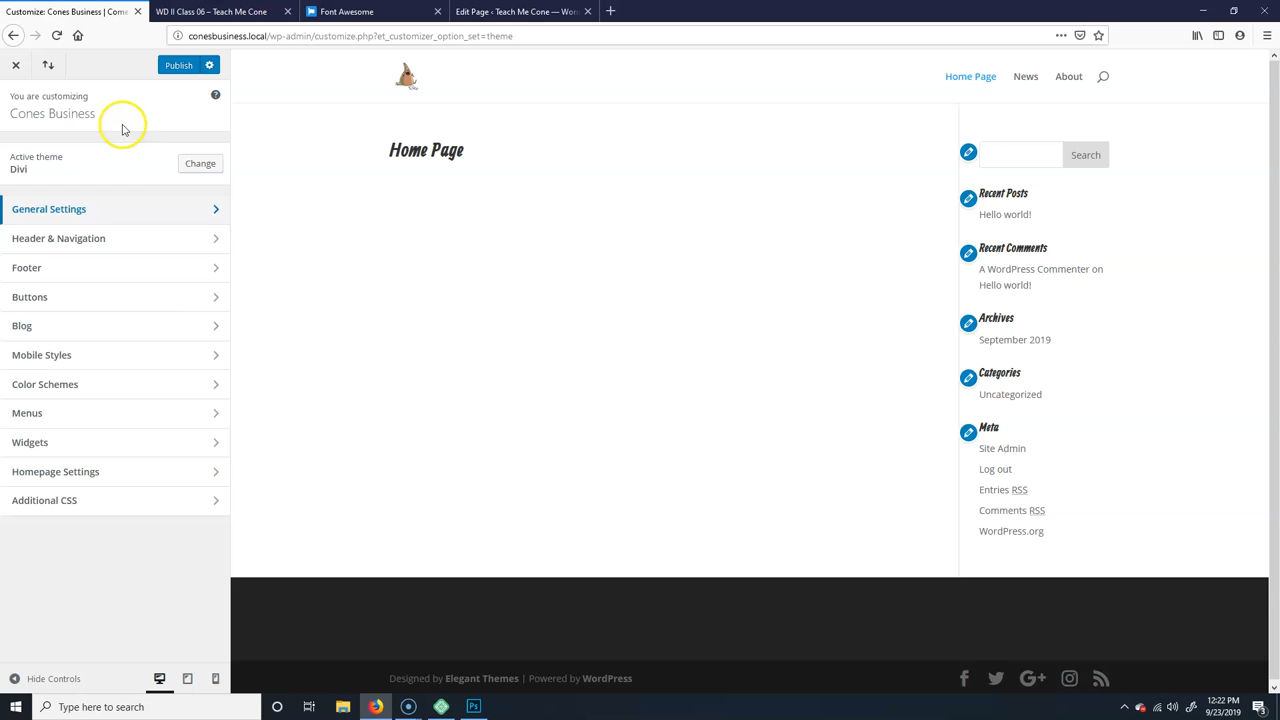 Customize: Cones Business | Cone
WD II Class 06 – Teach Me Cone
Font Awesome
Edit Page ‹ Teach Me Cone — Wor
conesbusiness.local/wp-admin/customize.php?et_customizer_option_set=theme
Publish
You are customizing
Cones Business
Active theme
Divi
Change
General Settings
Header & Navigation
Footer
Buttons
Blog
Mobile Styles
Color Schemes
Menus
Widgets
Homepage Settings
Additional CSS
Hide Controls
Home Page
News
About
Home Page
Search
Recent Posts
Hello world!
Recent Comments
A WordPress Commenter on
Hello world!
Archives
September 2019
Categories
Uncategorized
Meta
Site Admin
Log out
Entries RSS
Comments RSS
WordPress.org
Designed by Elegant Themes | Powered by WordPress
Type here to search
Ps
12:22 PM
9/23/2019
3